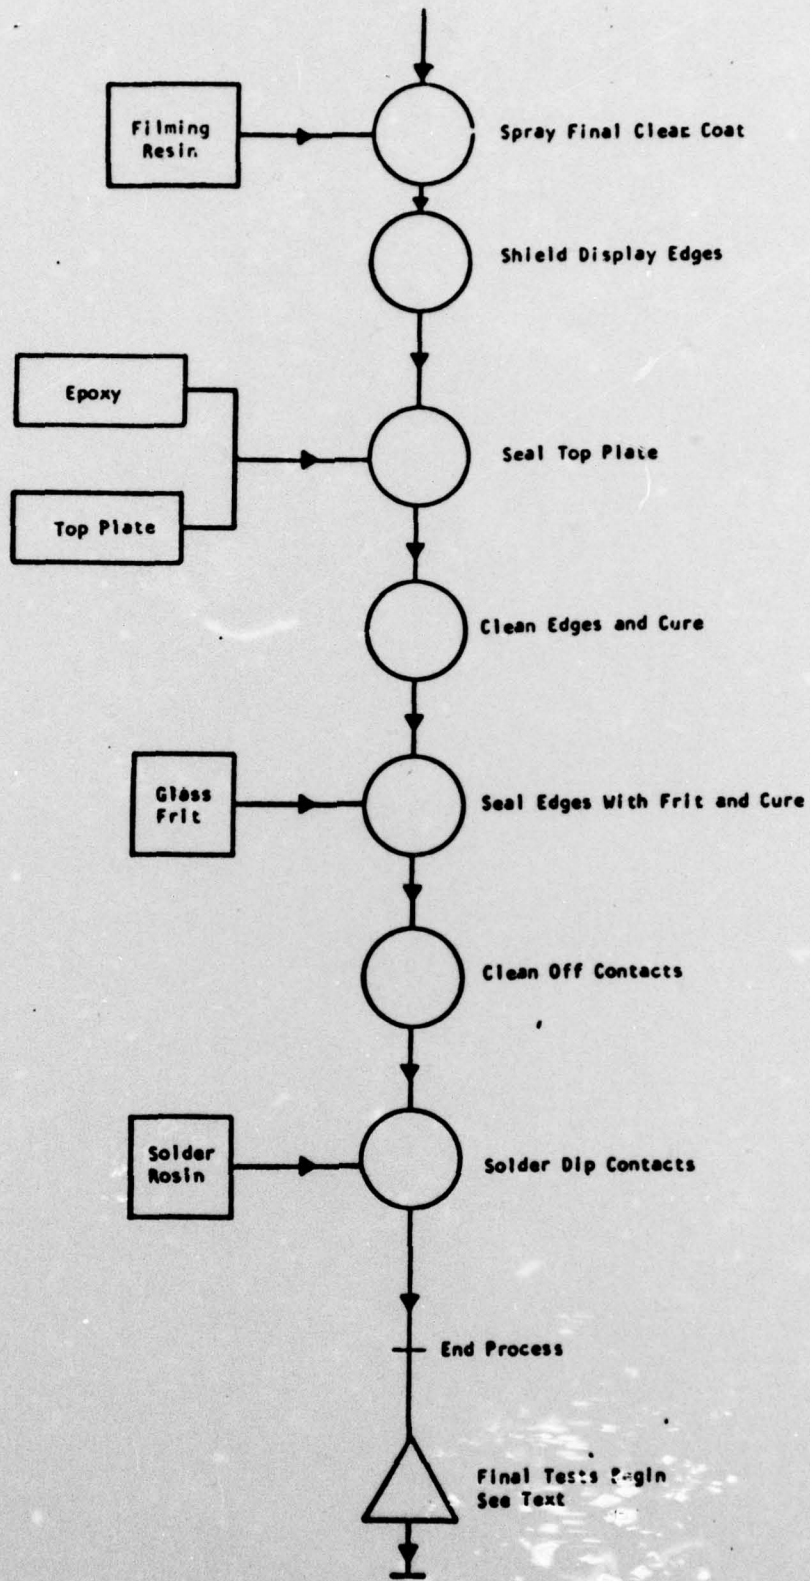 Filming
Resin
Spray Final Clear Coat
Shield Display Edges
Epoxy
Seal Top Plate
Top Plate
Clean Edges and Cure
Glass
Frit
Seal Edges With Frit and Cure
Clean Off Contacts
Solder
Rosin
Solder Dip Contacts
End Process
Final Tests Begin
See Text